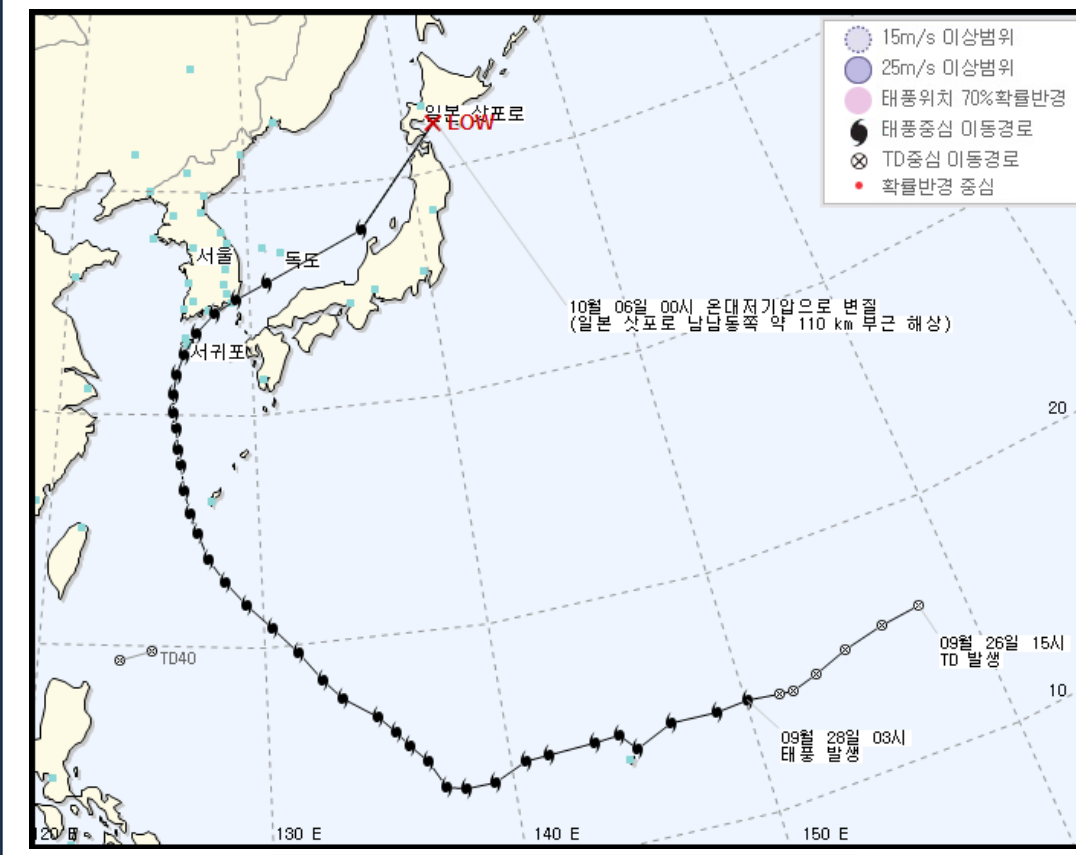 15m/s 이상범위
25m/s 이상범위
태풍위치 70%확률반경
태풍중심 이동경로
TD중심 이동경로
확률반경 중심
일본 삿포로
LOW
서울
독도
10월 06일 00시 온대저기압으로 변질
(일본 삿포로 남남동쪽 약 110 km 부근 해상)
서귀포
20
TD40
09월 26일 15시
TD 발생
10
09월 28일 03시
태풍 발생
120 E
130 E
140 E
150 E